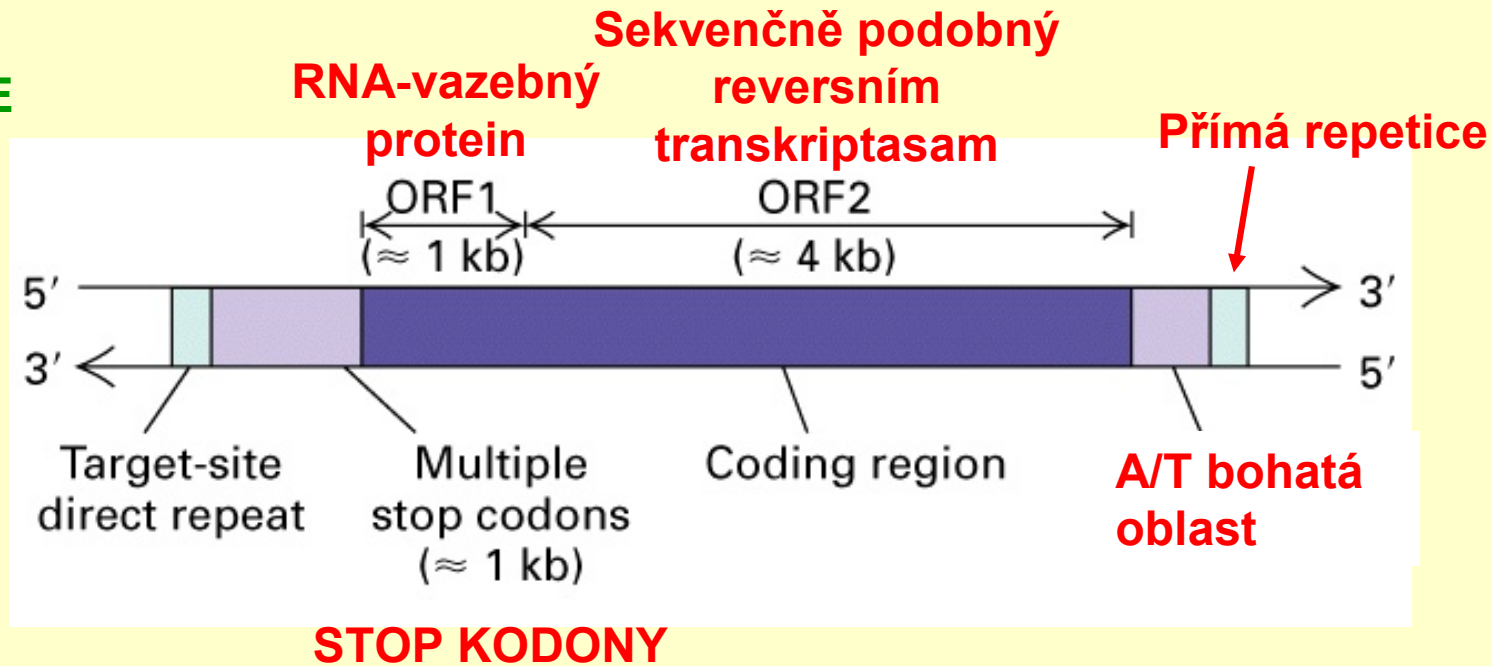 Sekvenčně podobný
reversním
transkriptasam
RNA-vazebný
protein
E
Přímá repetice
ORF1
(≈ 1 kb)
ORF2
(≈ 4 kb)
5′
3′
3′
5′
Target-site
direct repeat
Multiple
stop codons
(≈ 1 kb)
Coding region
A/T bohatá
oblast
STOP KODONY